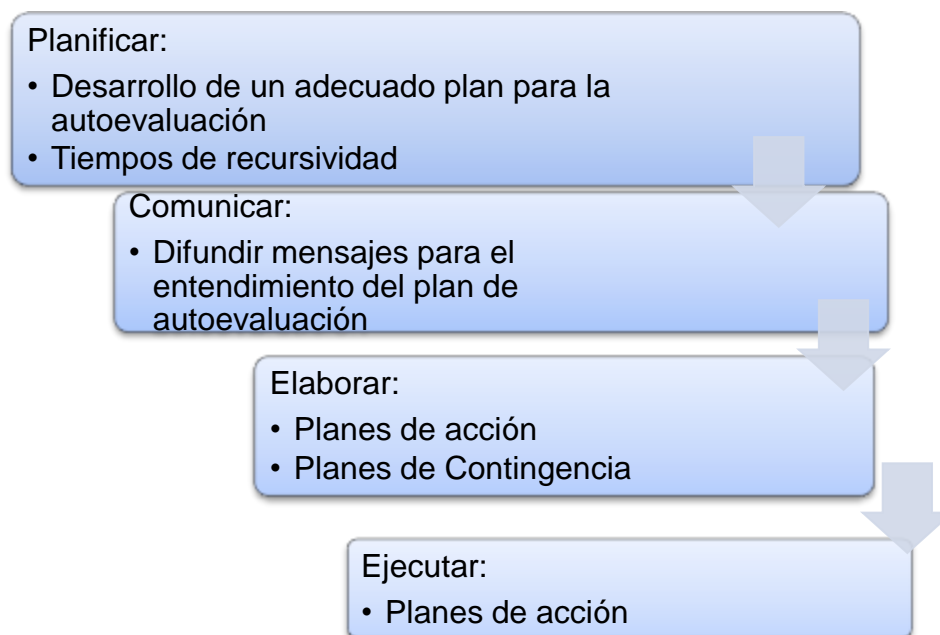 Planificar:
• Desarrollo de un adecuado plan para la
autoevaluación
• Tiempos de recursividad
Comunicar:
• Difundir mensajes para el
entendimiento del plan de
autoevaluación
Elaborar:
• Planes de acción
• Planes de Contingencia
Ejecutar:
• Planes de acción